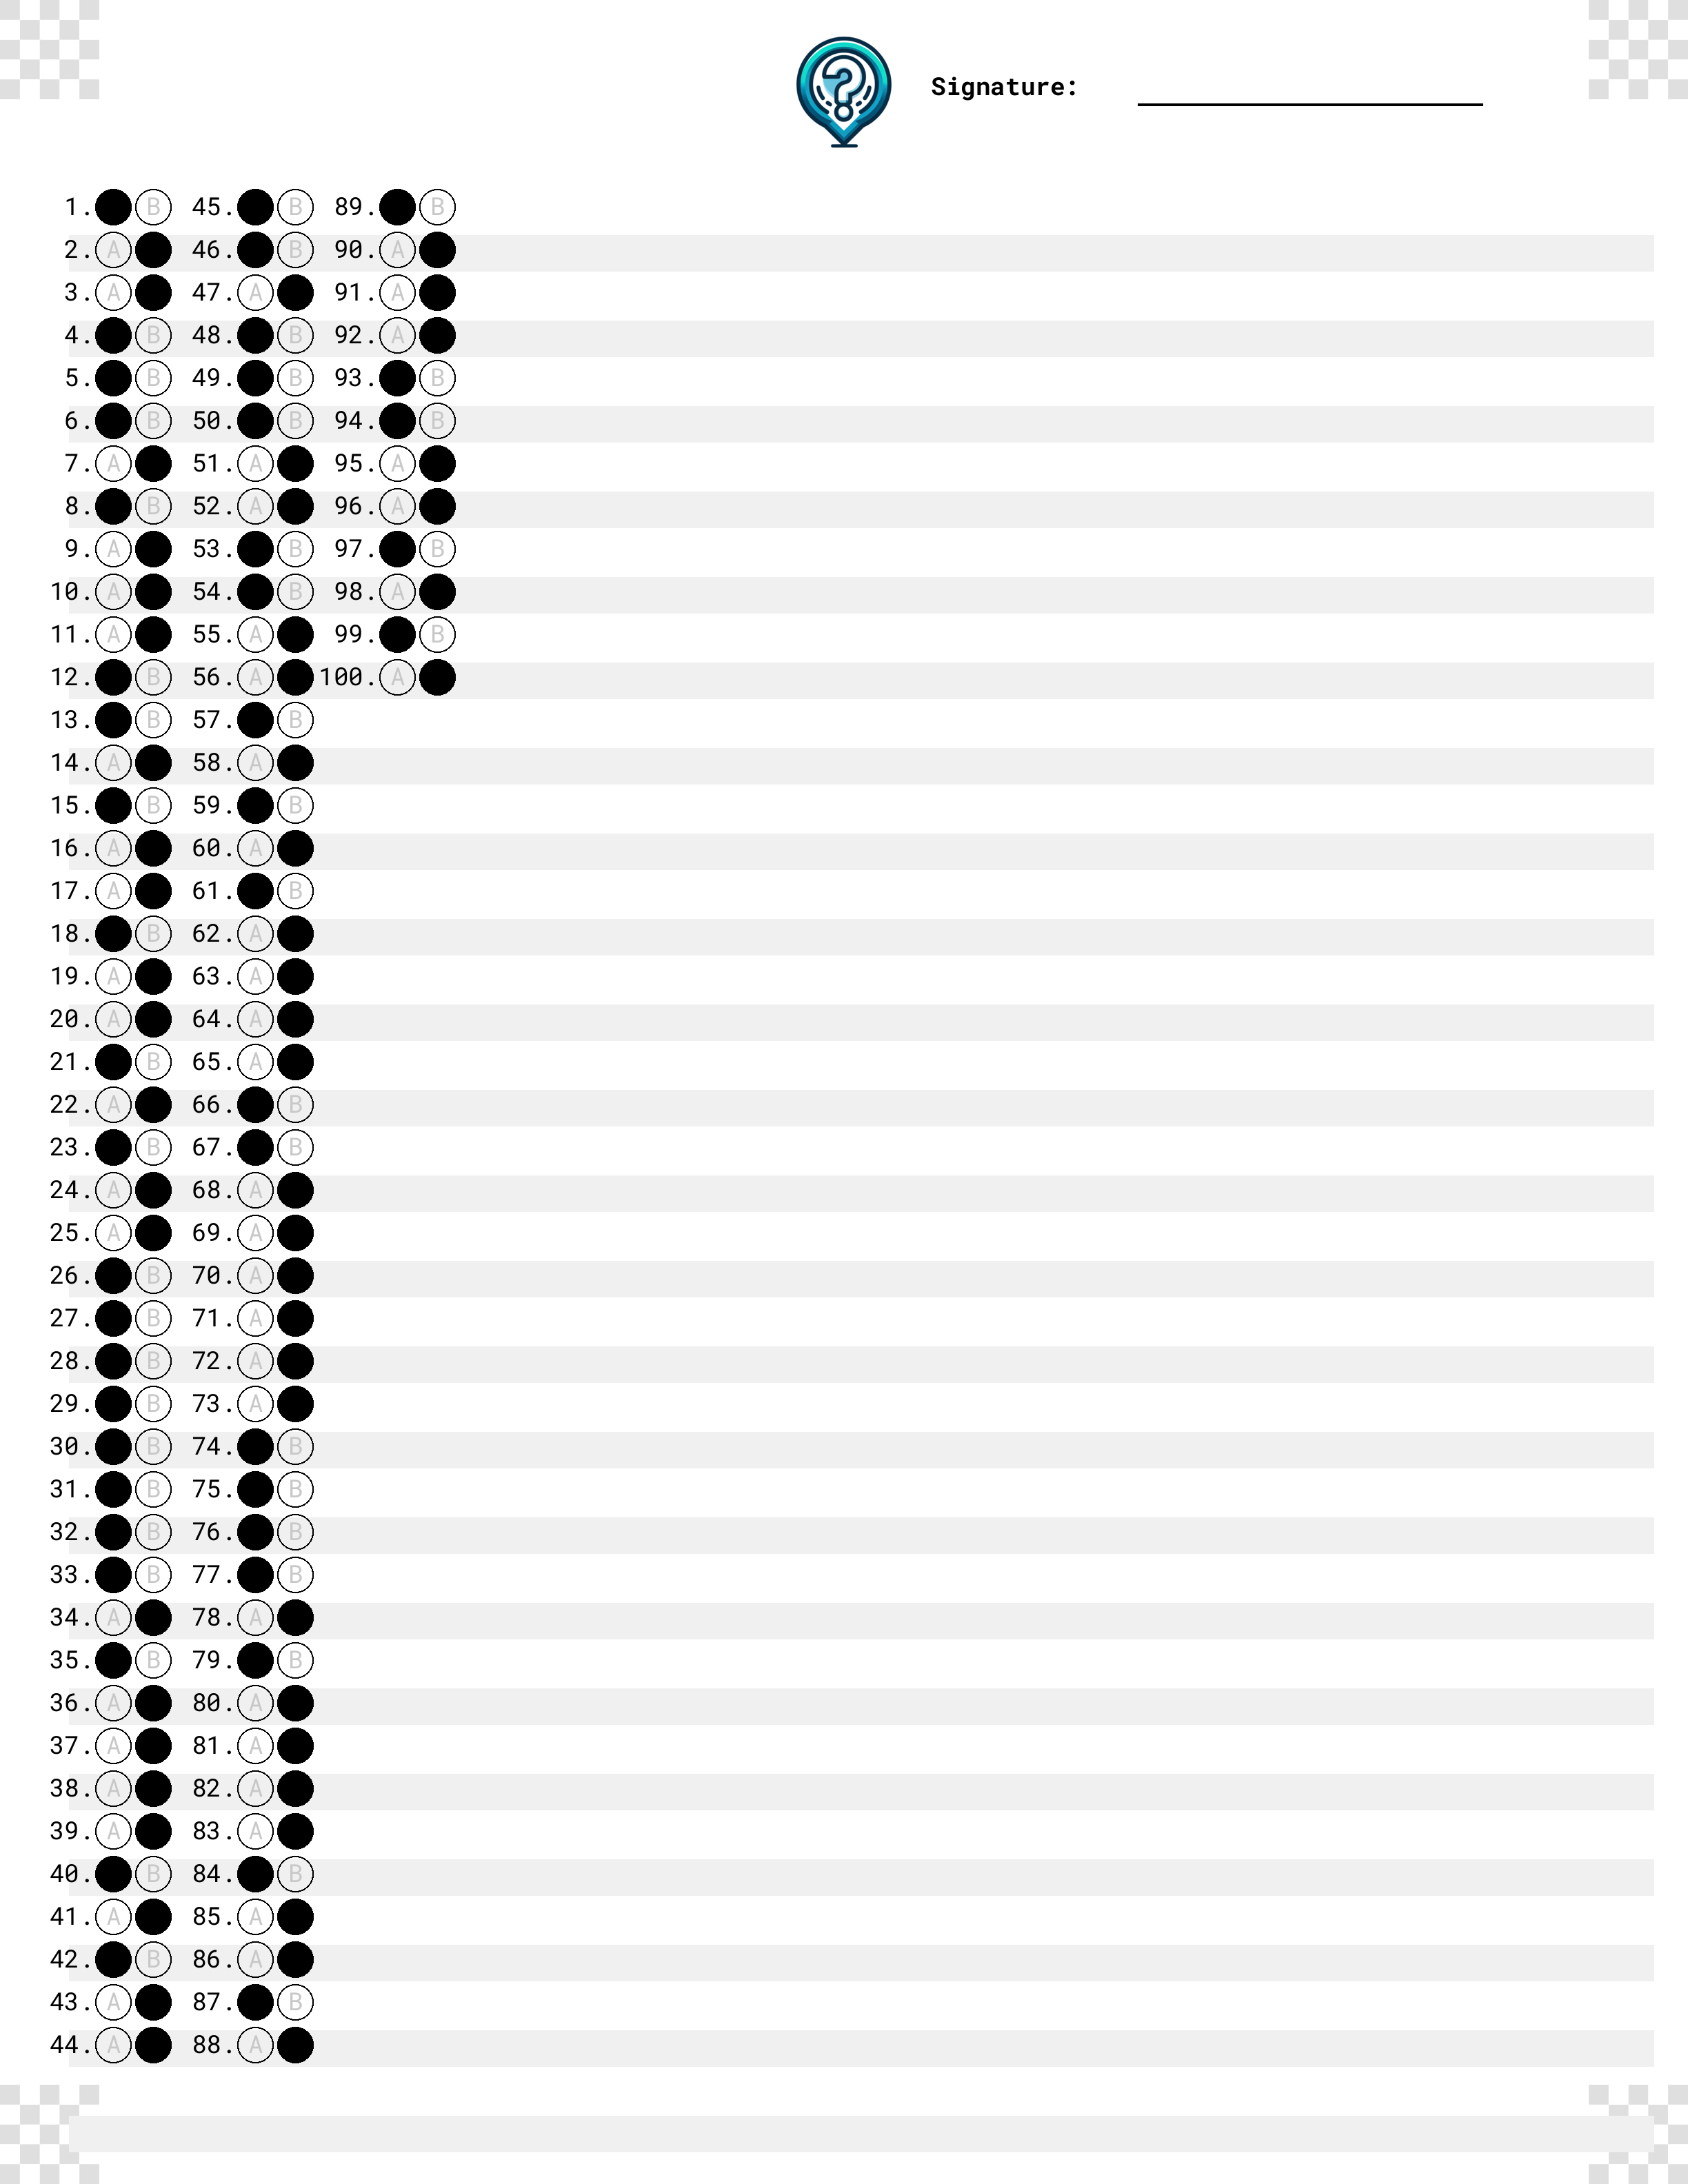 Signature:
1. B 45. B 89. B
2. A 46. B 90. A
3. A 47. A 91. A
4. B 48. B 92. A
5. B 49. B 93. B
6. B 50. B 94. B
7. A 51. A 95. A
8. B 52. A 96. A
9. A 53. B 97. B
10. A 54. B 98. A
11. A 55. A 99. B
12. B 56. A 100. A
13. B 57. B
14. A 58. A
15. B 59. B
16. A 60. A
17. A 61. B
18. B 62. A
19. A 63. A
20. A 64. A
21. B 65. A
22. A 66. B
23. B 67. B
24. A 68. A
25. A 69. A
26. B 70. A
27. B 71. A
28. B 72. A
29. B 73. A
30. B 74. B
31. B 75. B
32. B 76. B
33. B 77. B
34. A 78. A
35. B 79. B
36. A 80. A
37. A 81. A
38. A 82. A
39. A 83. A
40. B 84. B
41. A 85. A
42. B 86. A
43. A 87. B
44. A 88. A